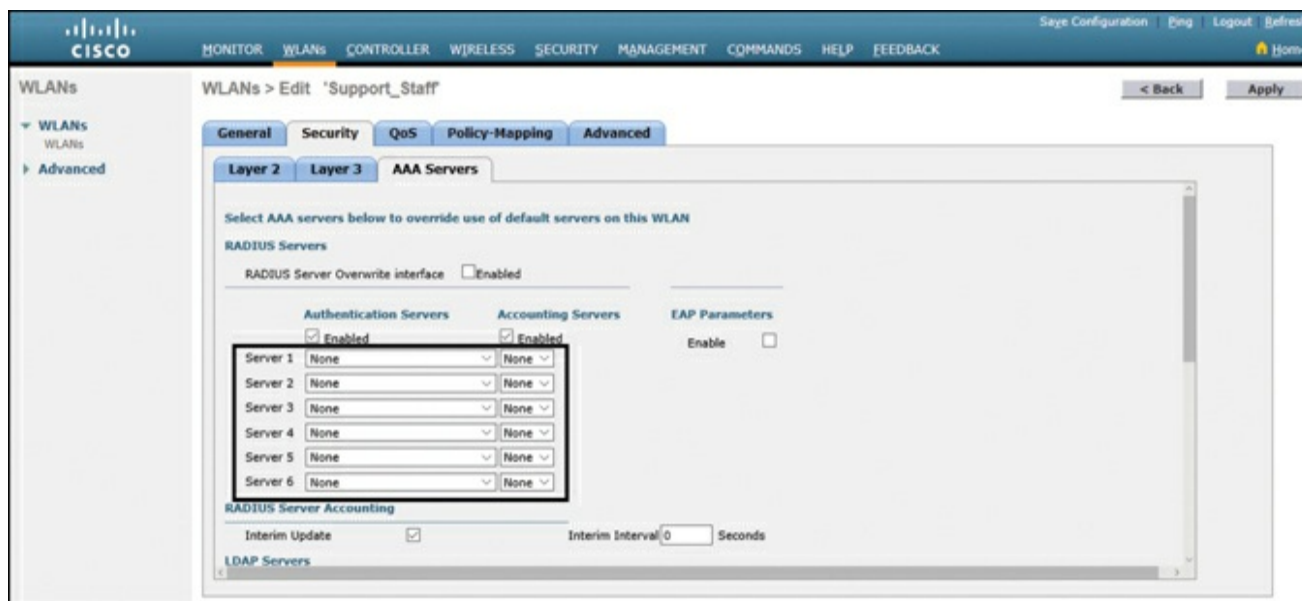 Save Configuration Ping Logout Refres
CISCO MONITOR WLANs CONTROLLER WIRELESS SECURITY MANAGEMENT COMMANDS HELP FEEDBACK Home
WLANs
WLANs > Edit 'Support_Staff'
< Back Apply
WLANs
WLANs
Advanced
General Security QoS Policy-Mapping Advanced
Layer 2 Layer 3 AAA Servers
Select AAA servers below to override use of default servers on this WLAN
RADIUS Servers
RADIUS Server Overwrite interface Enabled
Authentication Servers Accounting Servers EAP Parameters
Enabled Enabled Enable
Server 1 None None
Server 2 None None
Server 3 None None
Server 4 None None
Server 5 None None
Server 6 None None
RADIUS Server Accounting
Interim Update Interim Interval 0 Seconds
LDAP Servers